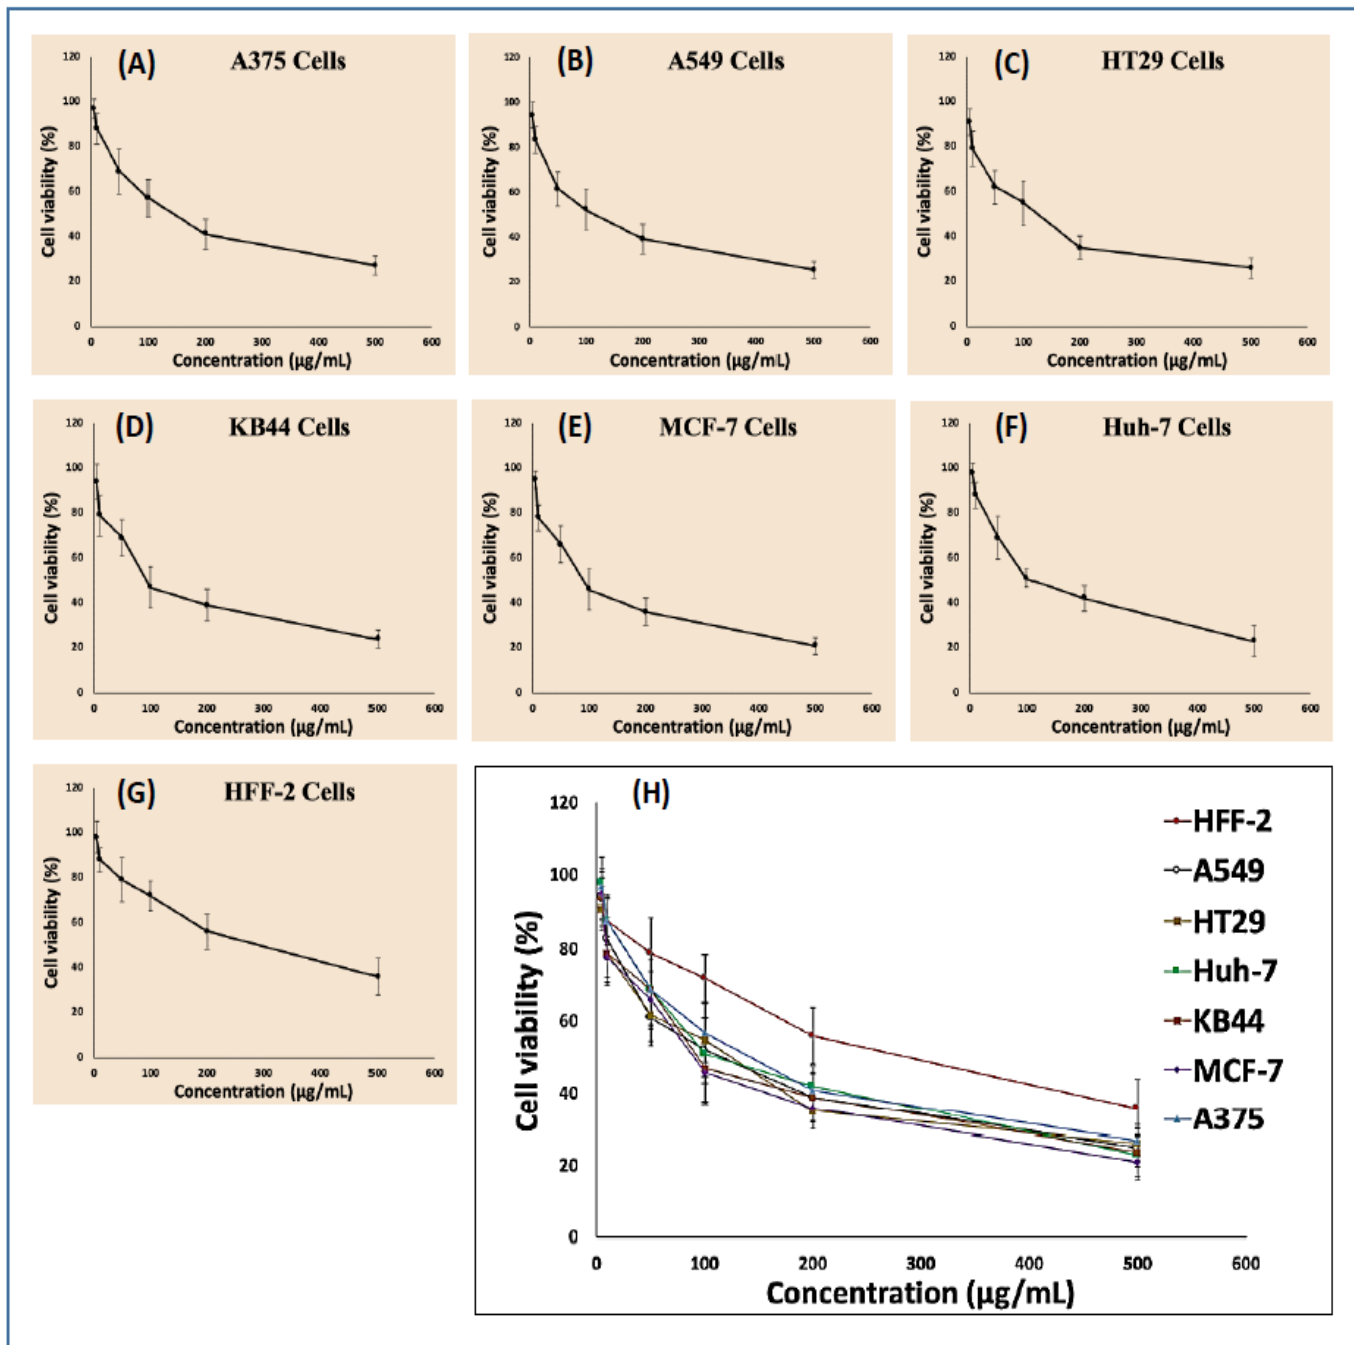 (A) A375 Cells
120
100
80
60
40
20
0
0 100 200 300 400 500 600
Cell viability (%)
Concentration (µg/mL)
(B) A549 Cells
120
100
80
60
40
20
0
0 100 200 300 400 500 600
Cell viability (%)
Concentration (µg/mL)
(C) HT29 Cells
120
100
80
60
40
20
0
0 100 200 300 400 500 600
Cell viability (%)
Concentration (µg/mL)
(D) KB44 Cells
120
100
80
60
40
20
0
0 100 200 300 400 500 600
Cell viability (%)
Concentration (µg/mL)
(E) MCF-7 Cells
120
100
80
60
40
20
0
0 100 200 300 400 500 600
Cell viability (%)
Concentration (µg/mL)
(F) Huh-7 Cells
120
100
80
60
40
20
0
0 100 200 300 400 500 600
Cell viability (%)
Concentration (µg/mL)
(G) HFF-2 Cells
120
100
80
60
40
20
0
0 100 200 300 400 500 600
Cell viability (%)
Concentration (µg/mL)
(H)
120
100
80
60
40
20
0
0 100 200 300 400 500 600
Cell viability (%)
Concentration (µg/mL)
HFF-2
A549
HT29
Huh-7
KB44
MCF-7
A375